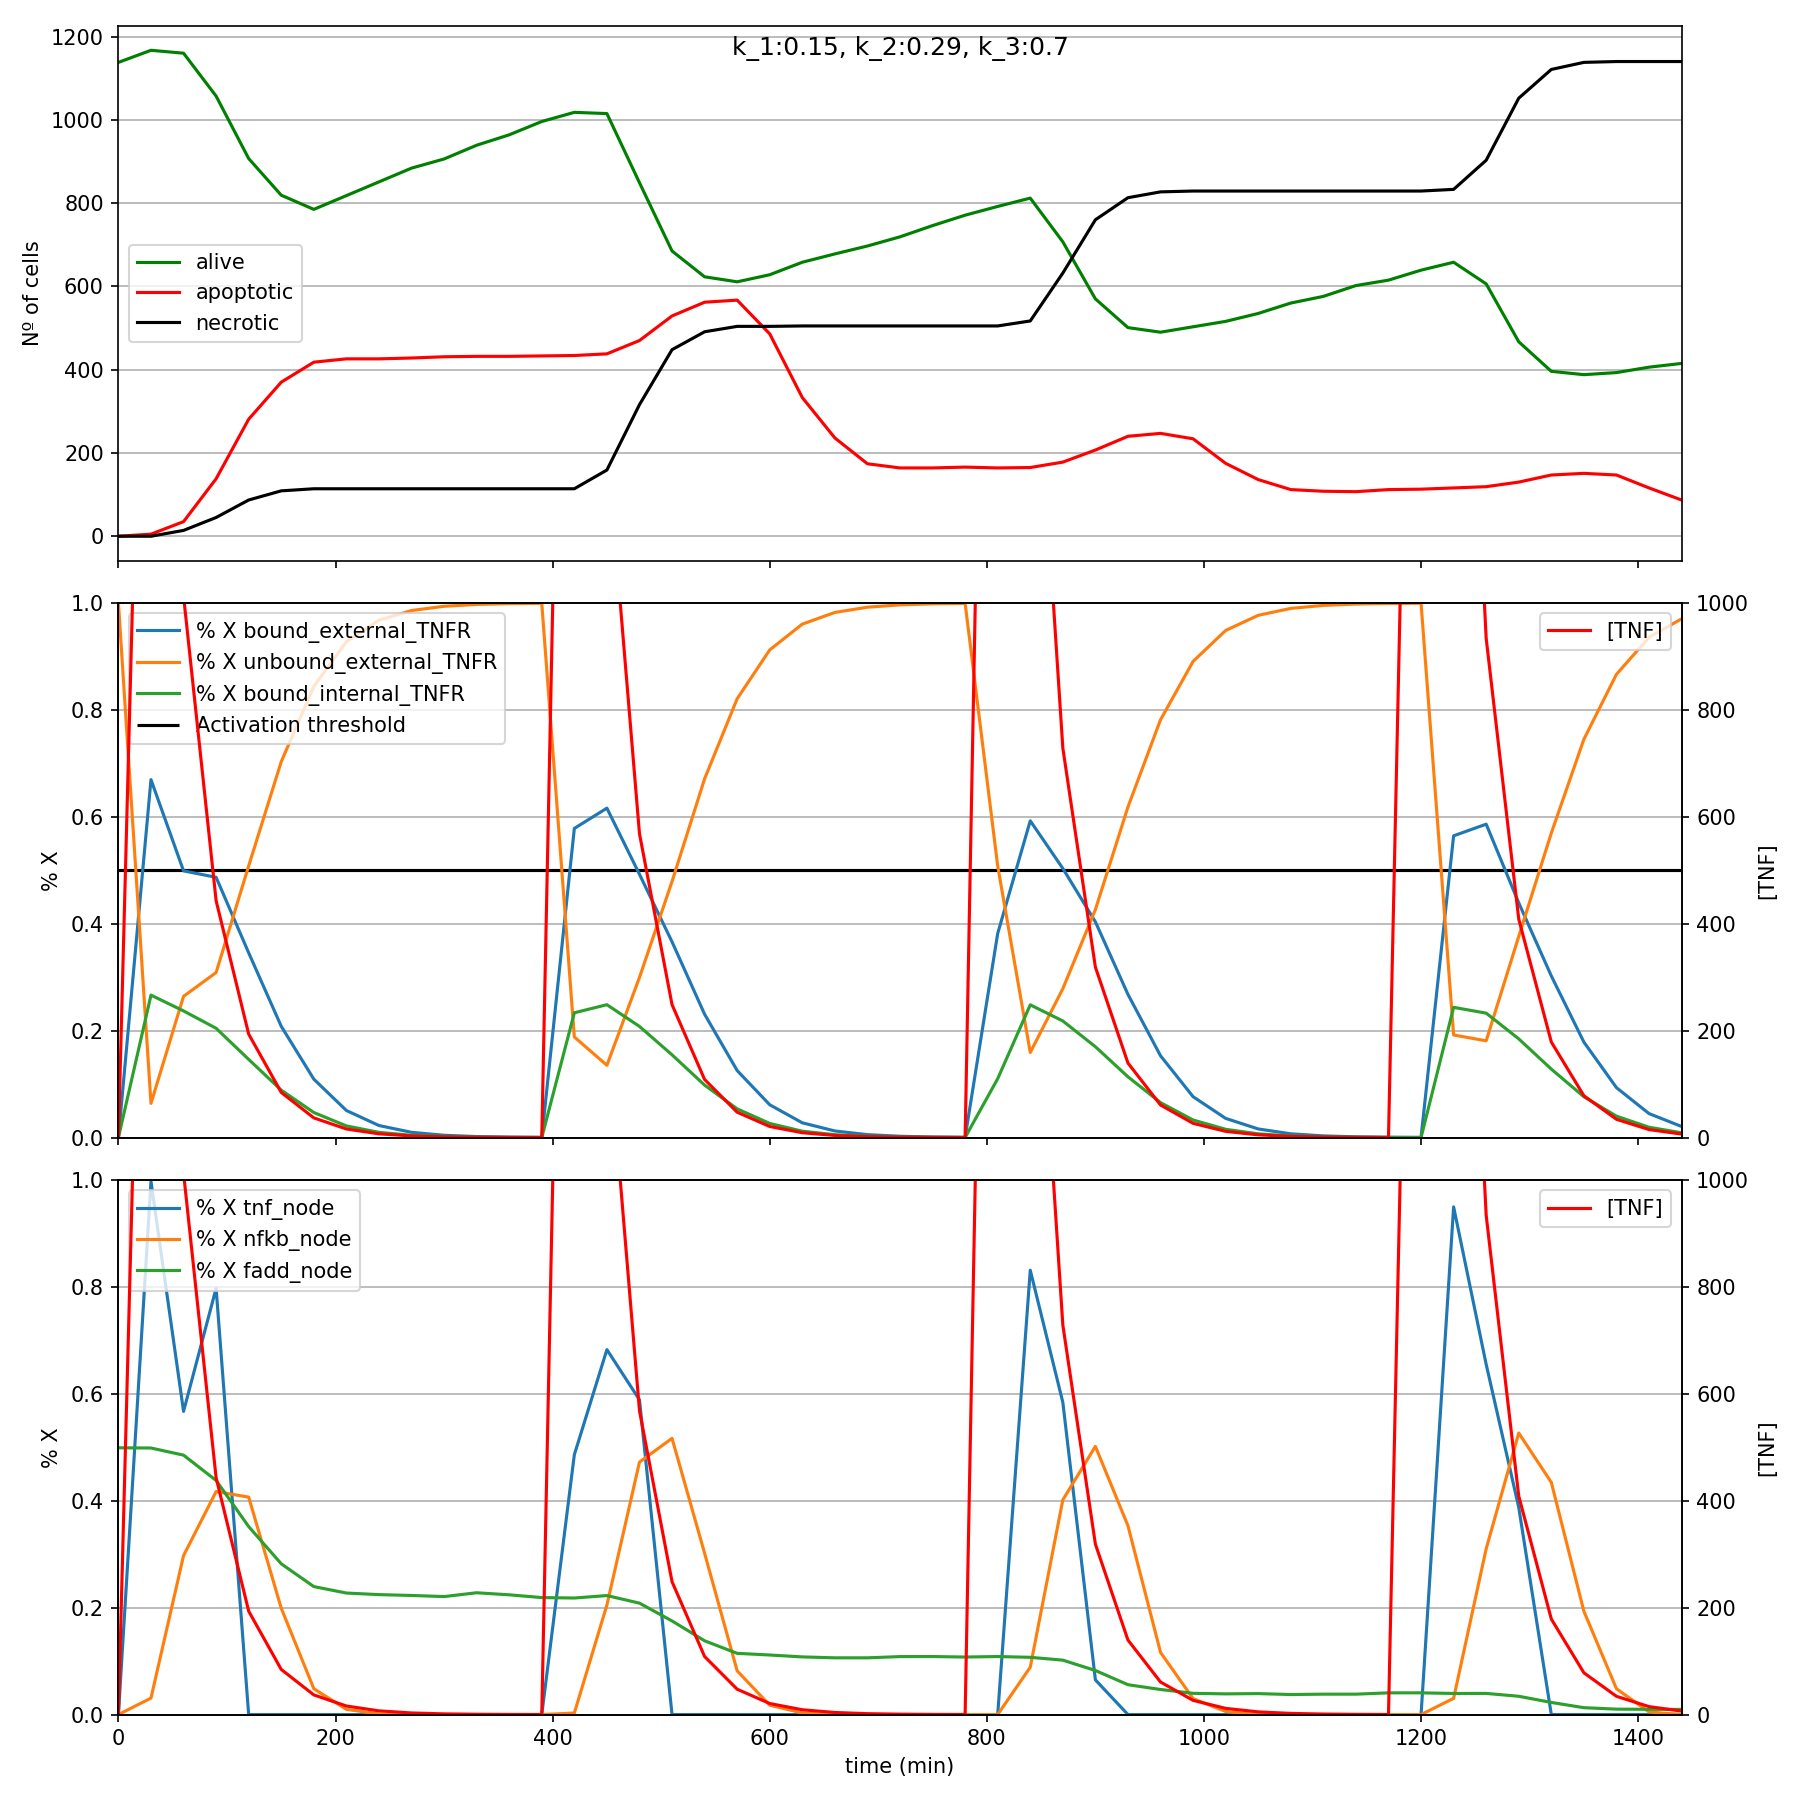 k_1:0.15, k_2:0.29, k_3:0.7
1200
1000
800
600
400
200
0
Nº of cells
alive
apoptotic
necrotic
1.0
0.8
0.6
0.4
0.2
0.0
% X
% X bound_external_TNFR
% X unbound_external_TNFR
% X bound_internal_TNFR
Activation threshold
[TNF]
1000
800
600
400
200
0
[TNF]
1.0
0.8
0.6
0.4
0.2
0.0
% X
% X tnf_node
% X nfkb_node
% X fadd_node
[TNF]
1000
800
600
400
200
0
[TNF]
0 200 400 600 800 1000 1200 1400
time (min)